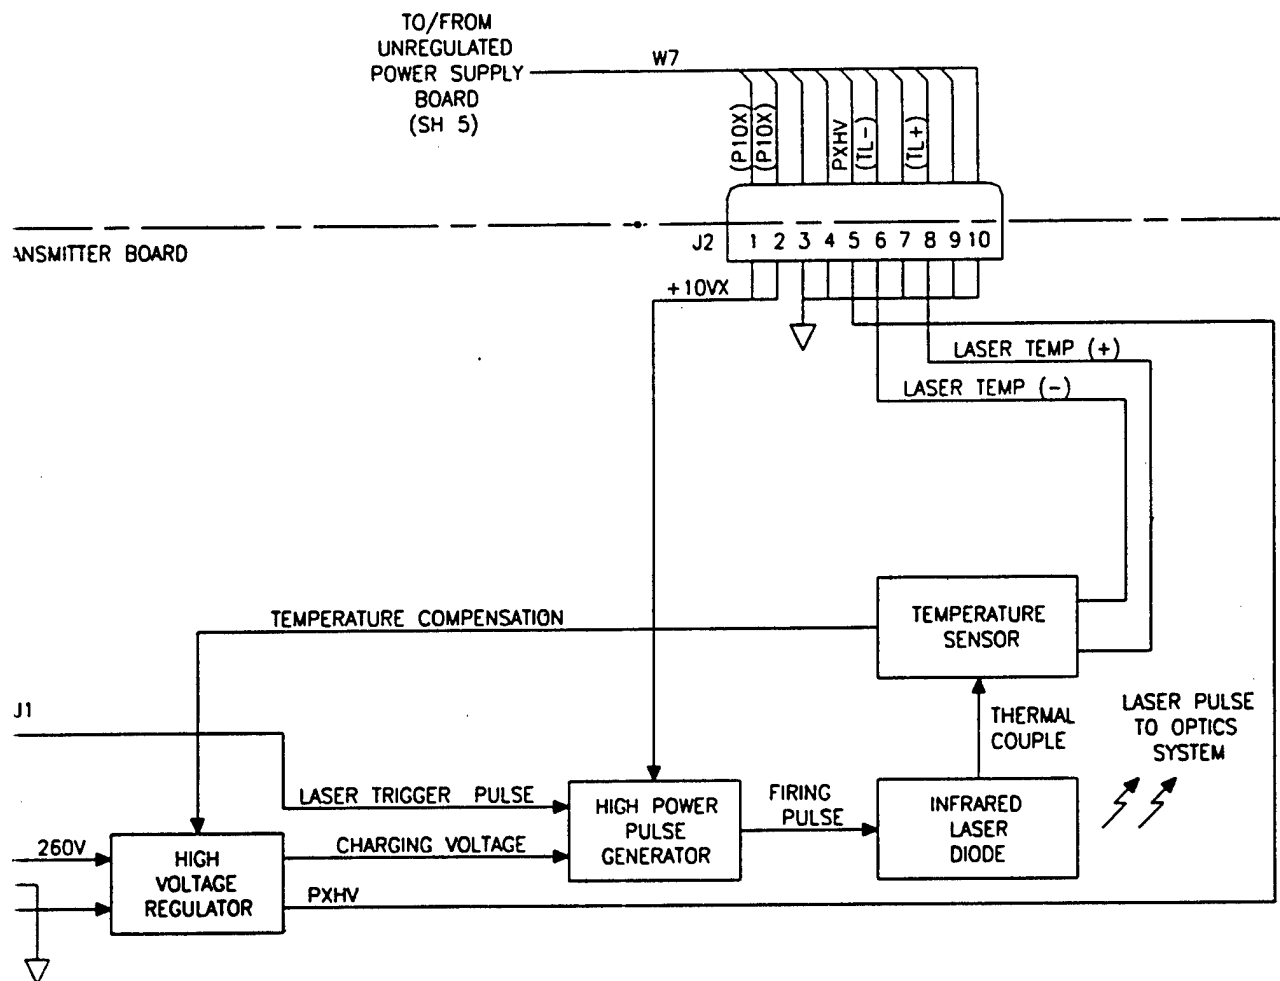 TO/FROM
UNREGULATED
POWER SUPPLY
BOARD
(SH 5)
W7
(P10X)
(P10X)
PXHV
(TL-)
(TL+)
J2 1 2 3 4 5 6 7 8 9 10
ANSMITTER BOARD
+10VX
LASER TEMP (+)
LASER TEMP (-)
TEMPERATURE COMPENSATION
TEMPERATURE
SENSOR
J1
THERMAL
COUPLE
LASER PULSE
TO OPTICS
SYSTEM
LASER TRIGGER PULSE
HIGH POWER
PULSE
GENERATOR
FIRING
PULSE
INFRARED
LASER
DIODE
260V
HIGH
VOLTAGE
REGULATOR
CHARGING VOLTAGE
PXHV